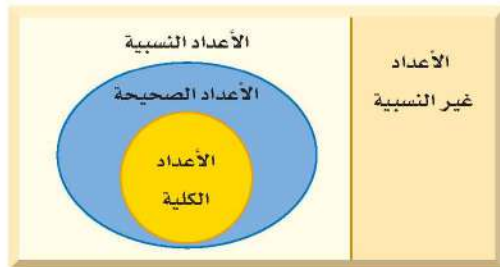 الأعداد النسبية
الأعداد الصحيحة
الأعداد
الكلية
الأعداد
غير النسبية